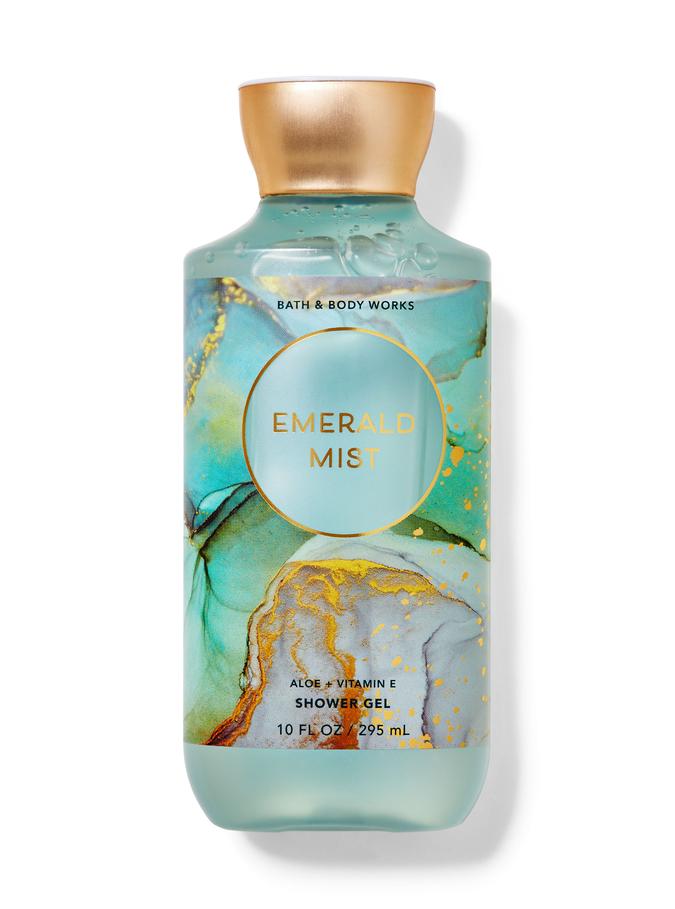 BATH & BODY WORKS
EMERALD
MIST
ALOE + VITAMIN E
SHOWER GEL
10 FL OZ / 295 mL